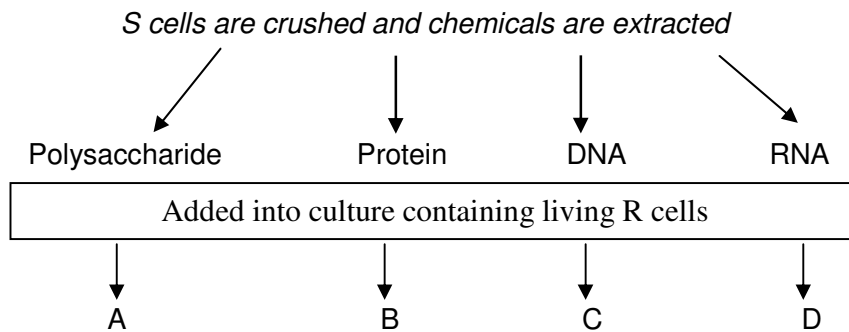 S cells are crushed and chemicals are extracted
Polysaccharide Protein DNA RNA
Added into culture containing living R cells
A B C D